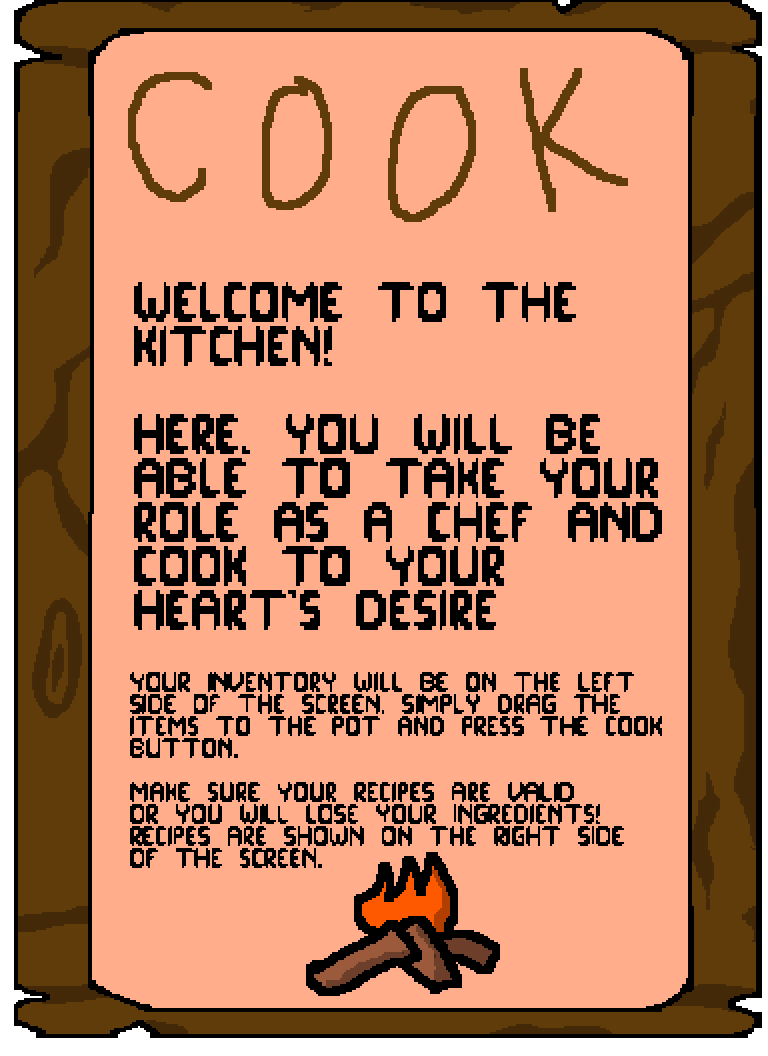 COOK
WELCOME TO THE
KITCHEN!
HERE, YOU WILL BE
ABLE TO TAKE YOUR
ROLE AS A CHEF AND
COOK TO YOUR
HEART'S DESIRE
YOUR INVENTORY WILL BE ON THE LEFT
SIDE OF THE SCREEN. SIMPLY DRAG THE
ITEMS TO THE POT AND PRESS THE COOK
BUTTON.
MAKE SURE YOUR RECIPES ARE VALID
OR YOU WILL LOSE YOUR INGREDIENTS!
RECIPES ARE SHOWN ON THE RIGHT SIDE
OF THE SCREEN.